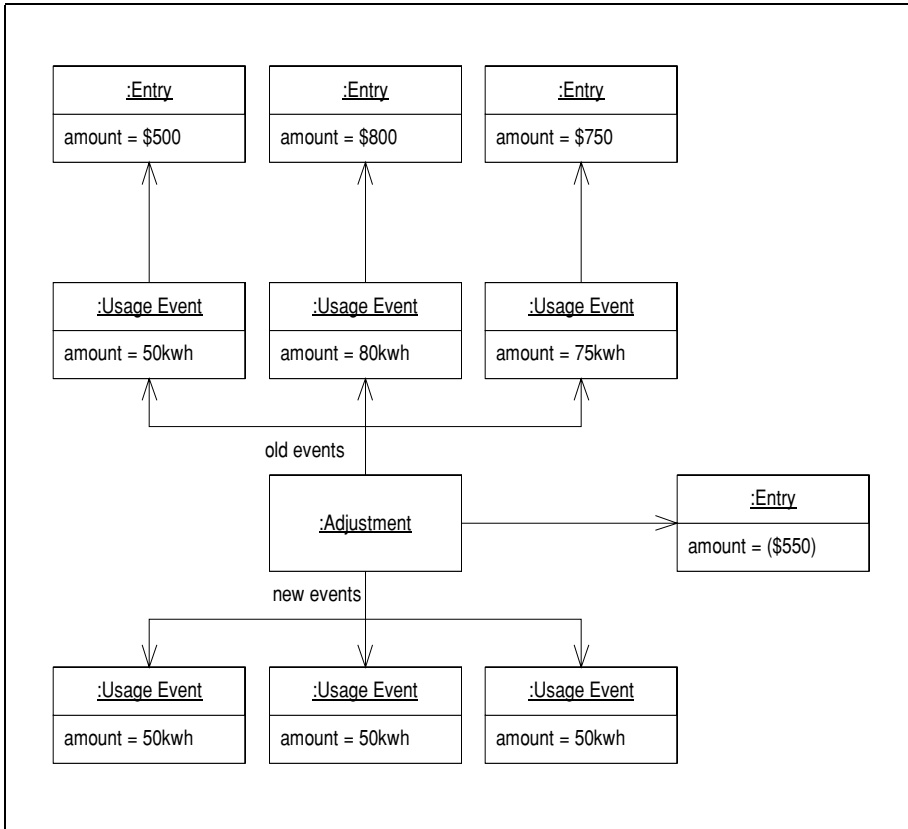 :Entry
amount = $500
:Entry
amount = $800
:Entry
amount = $750
:Usage Event
amount = 50kwh
:Usage Event
amount = 80kwh
:Usage Event
amount = 75kwh
old events
:Adjustment
:Entry
amount = ($550)
new events
:Usage Event
amount = 50kwh
:Usage Event
amount = 50kwh
:Usage Event
amount = 50kwh